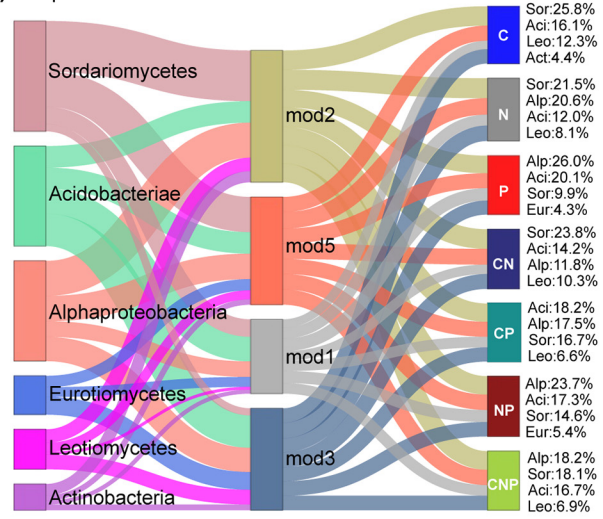 Sordariomycetes
Acidobacteriae
Alphaproteobacteria
Eurotiomycetes
Leotiomycetes
Actinobacteria
mod2
mod5
mod1
mod3
C
Sor:25.8%
Aci:16.1%
Leo:12.3%
Act:4.4%
N
Sor:21.5%
Alp:20.6%
Aci:12.0%
Leo:8.1%
P
Alp:26.0%
Aci:20.1%
Sor:9.9%
Eur:4.3%
CN
Sor:23.8%
Aci:14.2%
Alp:11.8%
Leo:10.3%
CP
Aci:18.2%
Alp:17.5%
Sor:16.7%
Leo:6.6%
NP
Alp:23.7%
Aci:17.3%
Sor:14.6%
Eur:5.4%
CNP
Alp:18.2%
Sor:18.1%
Aci:16.7%
Leo:6.9%